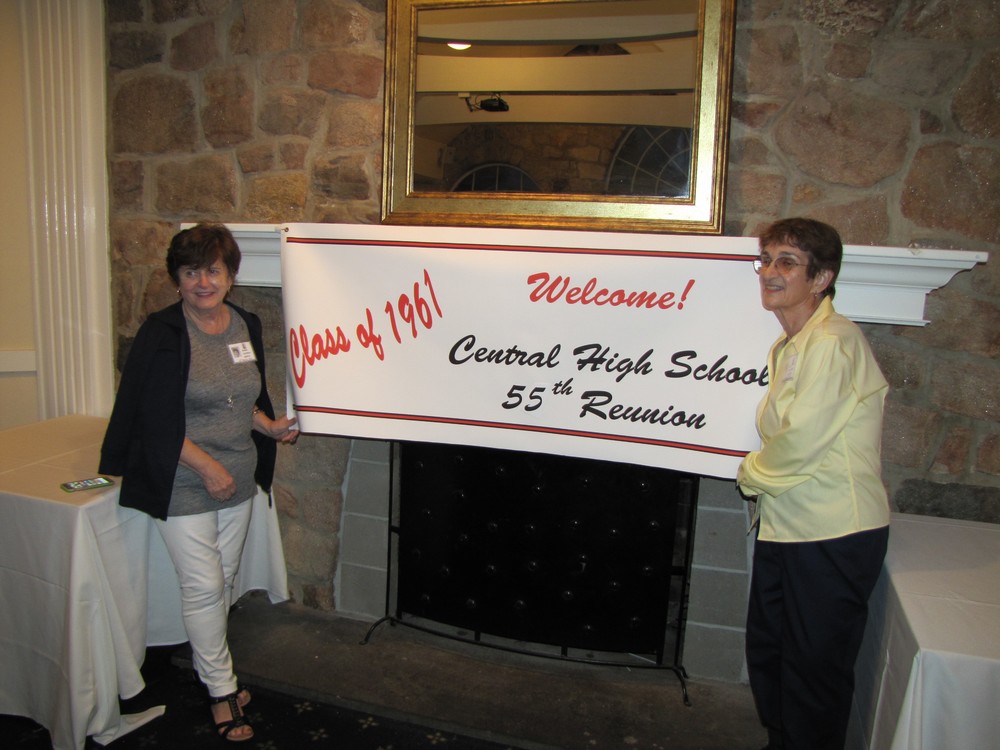 Class of 1961
Welcome!
Central High School
55th Reunion